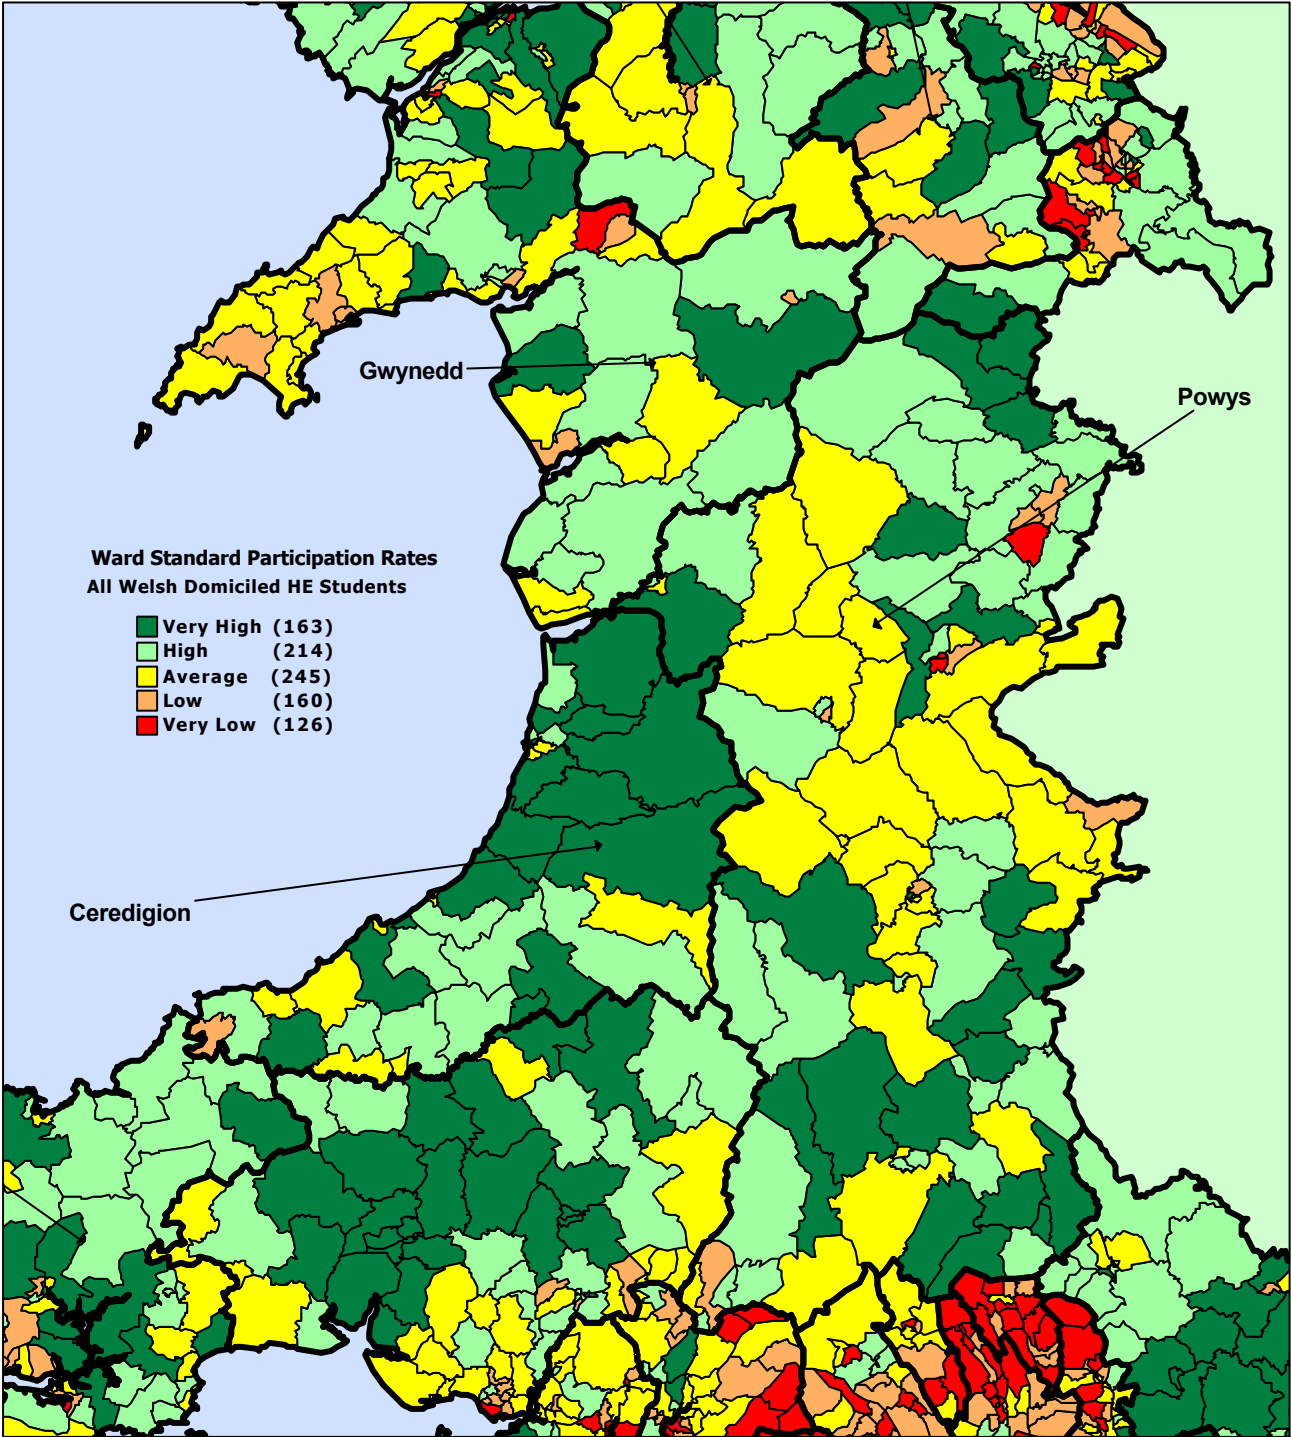 Gwynedd
Powys
Ward Standard Participation Rates
All Welsh Domiciled HE Students
Very High (163)
High (214)
Average (245)
Low (160)
Very Low (126)
Ceredigion